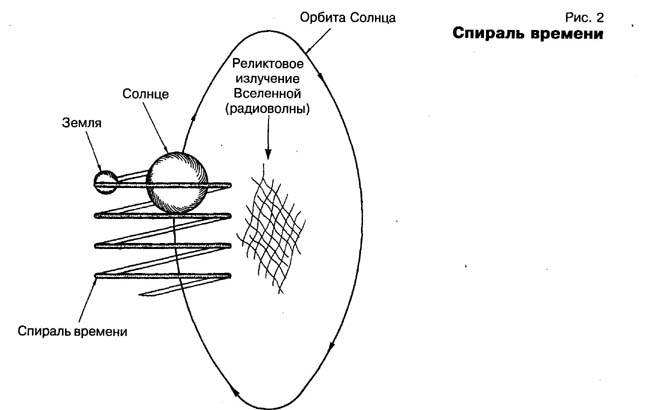 Рис. 2
Спираль времени
Орбита Солнца
Реликтовое
излучение
Вселенной
(радиоволны)
Солнце
Земля
Спираль времени